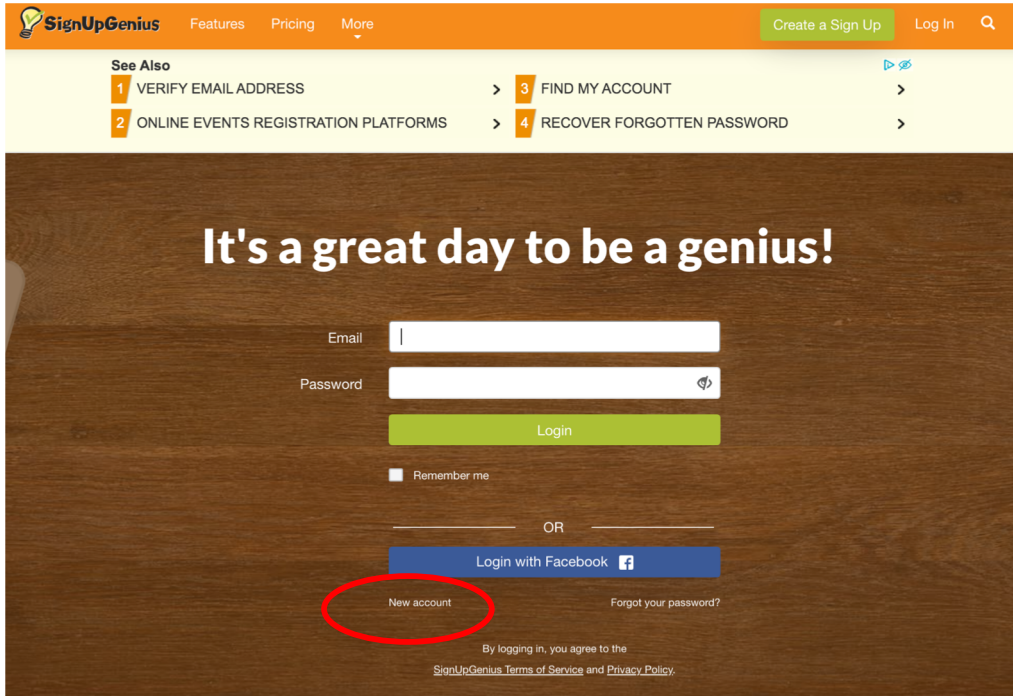 SignUpGenius Features Pricing More Create a Sign Up Log In
See Also
1 VERIFY EMAIL ADDRESS
2 ONLINE EVENTS REGISTRATION PLATFORMS
3 FIND MY ACCOUNT
4 RECOVER FORGOTTEN PASSWORD
It's a great day to be a genius!
Email
Password
Login
Remember me
OR
Login with Facebook
New account Forgot your password?
By logging in, you agree to the
SignUpGenius Terms of Service and Privacy Policy.